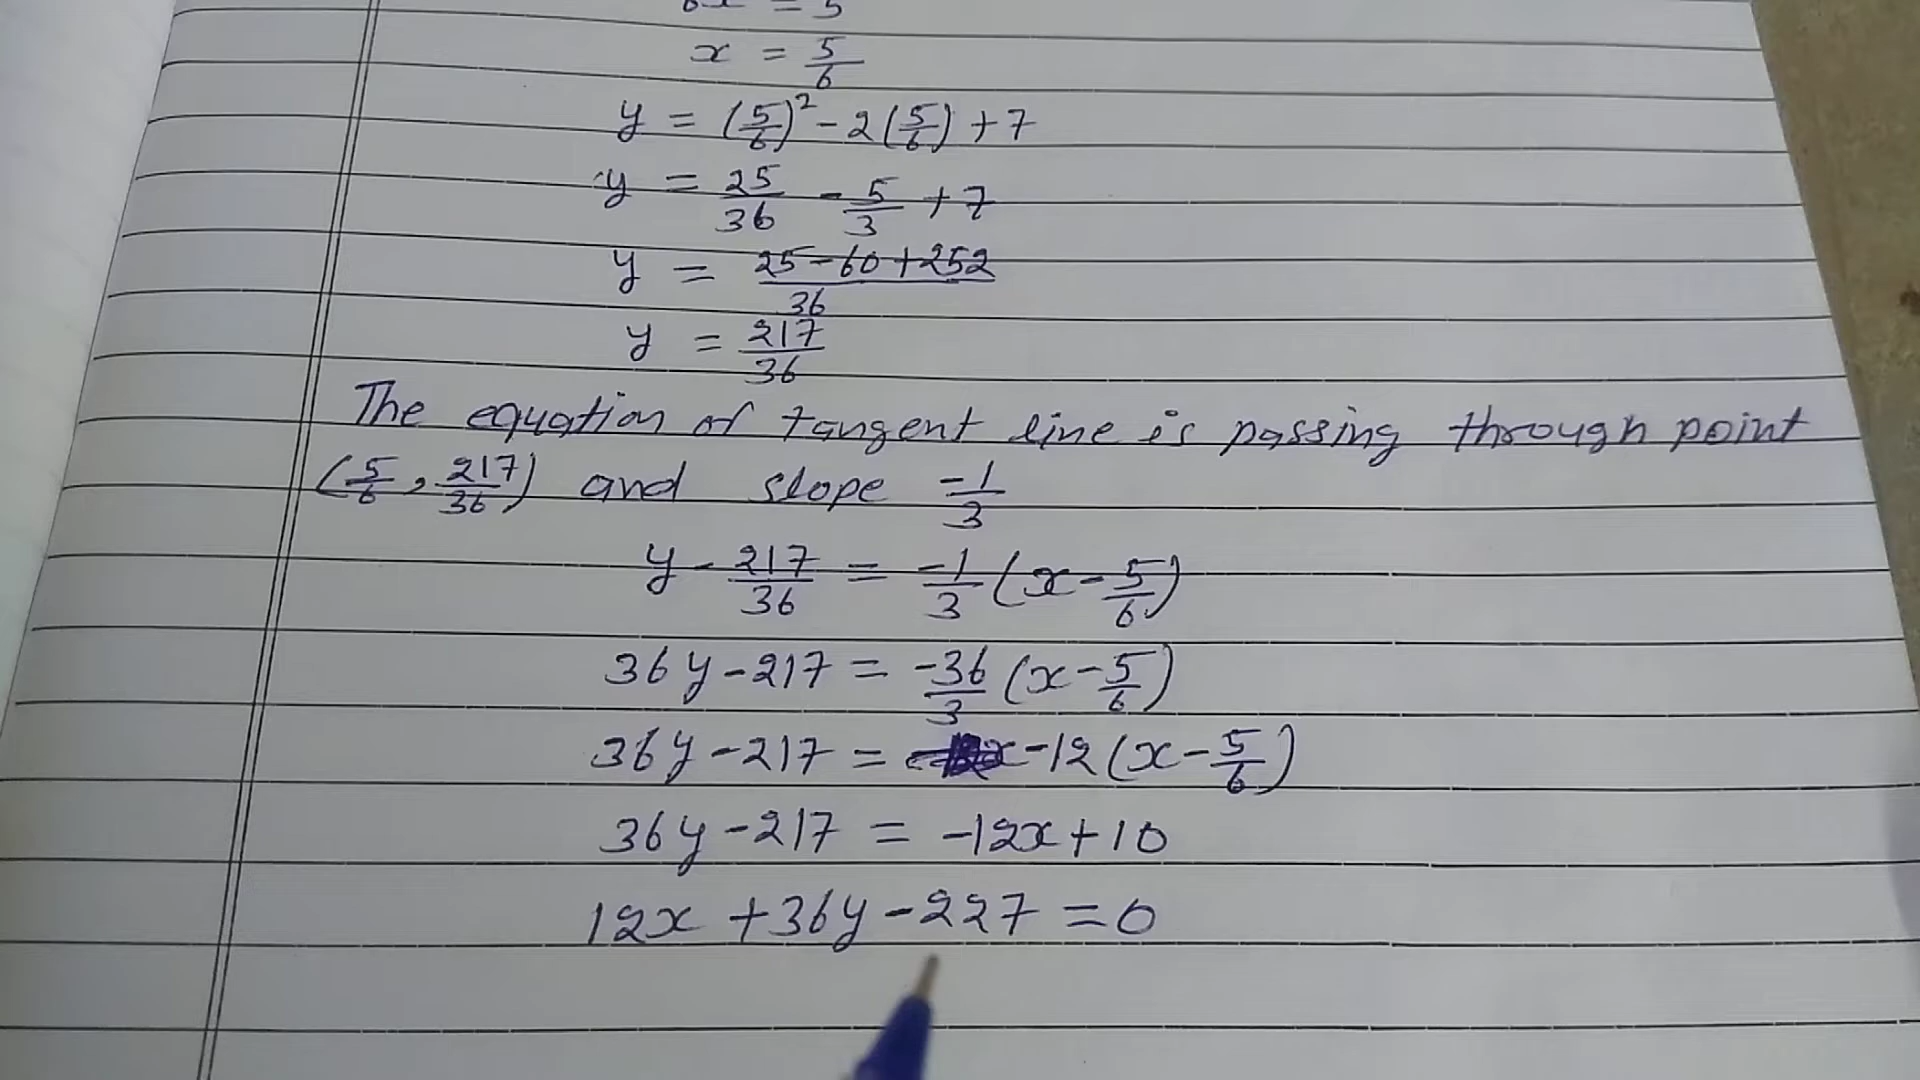 6x = 5
x = 5/6
y = (5/6)² - 2(5/6) + 7
y = 25/36 - 5/3 + 7
y = 25 - 60 + 252/36
y = 217/36
The equation of tangent line is passing through point
(5/6, 217/36) and slope -1/3
y - 217/36 = -1/3 (x - 5/6)
36y - 217 = -36/3 (x - 5/6)
36y - 217 = -12 (x - 5/6)
36y - 217 = -12x + 10
12x + 36y - 227 = 0